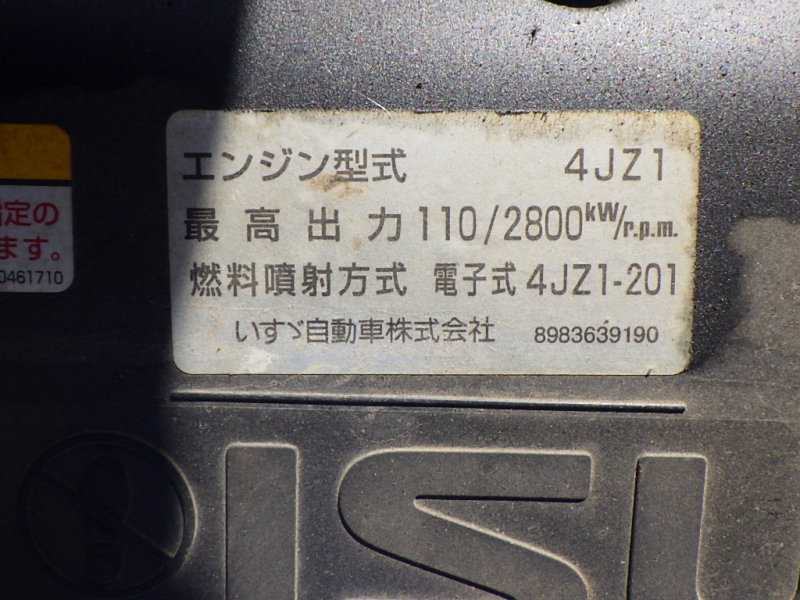 エンジン型式 4JZ1
最高出力 110/2800kW/r.p.m.
燃料噴射方式 電子式 4JZ1-201
いすゞ自動車株式会社 8983639190
指定の
ます。
0461710
ISU